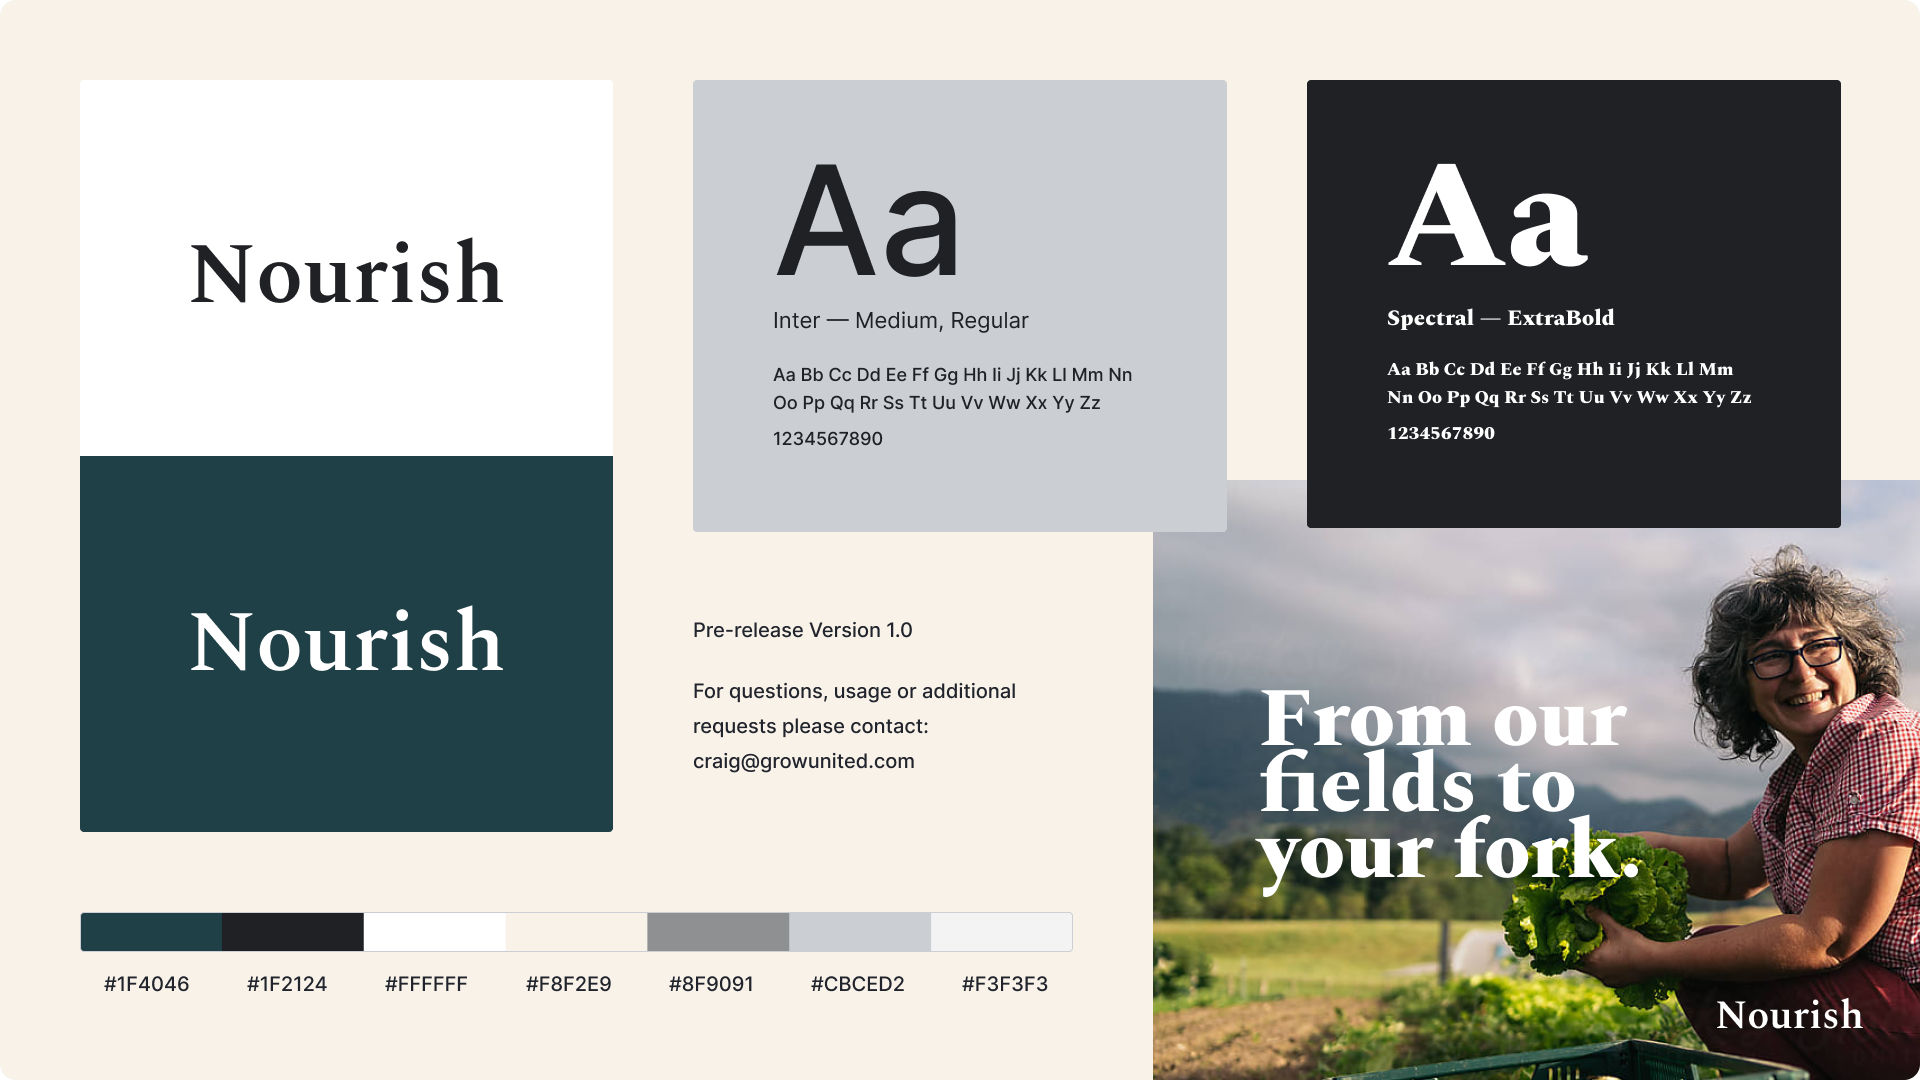 Nourish
Nourish
Aa
Inter — Medium, Regular
Aa Bb Cc Dd Ee Ff Gg Hh Ii Jj Kk Ll Mm Nn
Oo Pp Qq Rr Ss Tt Uu Vv Ww Xx Yy Zz
1234567890
Aa
Spectral — ExtraBold
Aa Bb Cc Dd Ee Ff Gg Hh Ii Jj Kk Ll Mm
Nn Oo Pp Qq Rr Ss Tt Uu Vv Ww Xx Yy Zz
1234567890
Pre-release Version 1.0
For questions, usage or additional
requests please contact:
craig@growunited.com
From our
fields to
your fork.
Nourish
#1F4046
#1F2124
#FFFFFF
#F8F2E9
#8F9091
#CBCED2
#F3F3F3